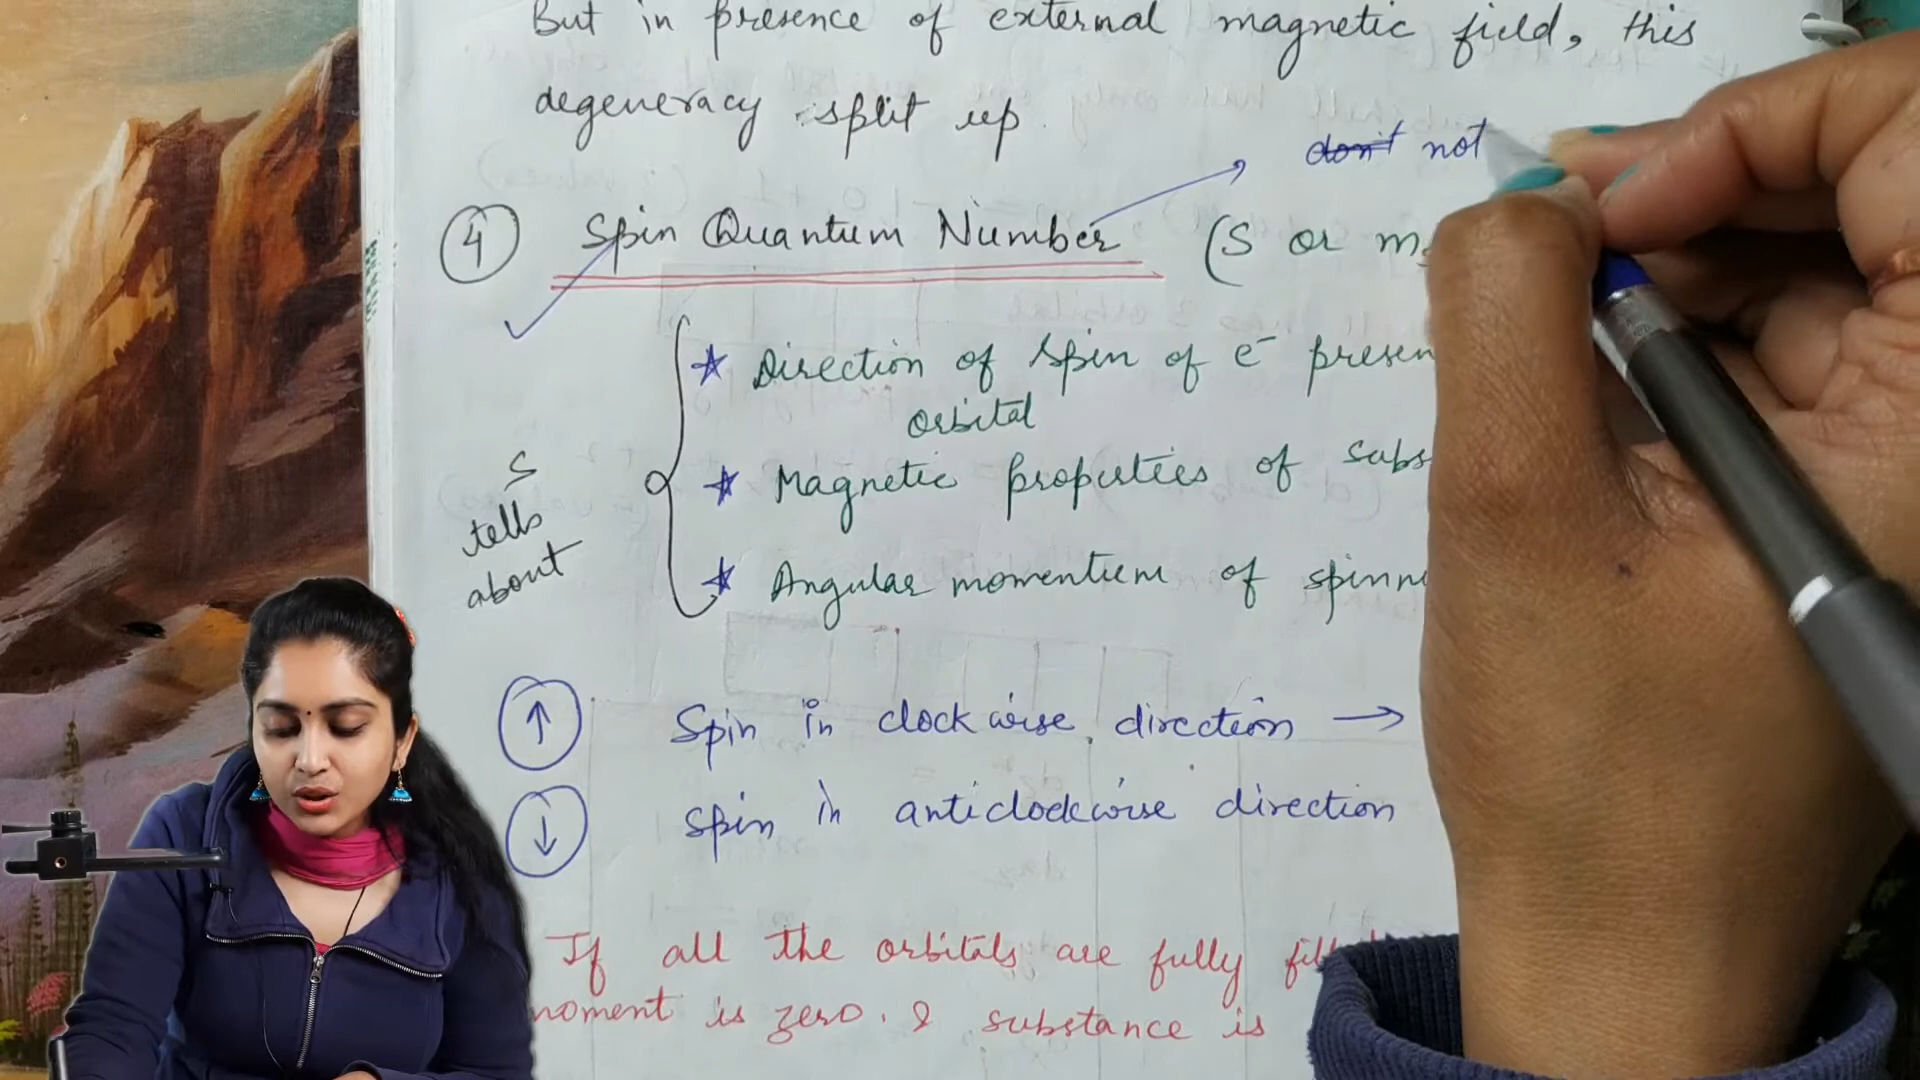 But in presence of external magnetic field, this
degeneracy split up
don't not
④ Spin Quantum Number (S or ms
☆ Direction of spin of e⁻ presen
orbital
☆ Magnetic properties of subs
☆ Angular momentum of spinni
S
tells
about
↑ Spin in clockwise direction →
↓ spin in anticlockwise direction
If all the orbitals are fully fill
moment is zero. & substance is